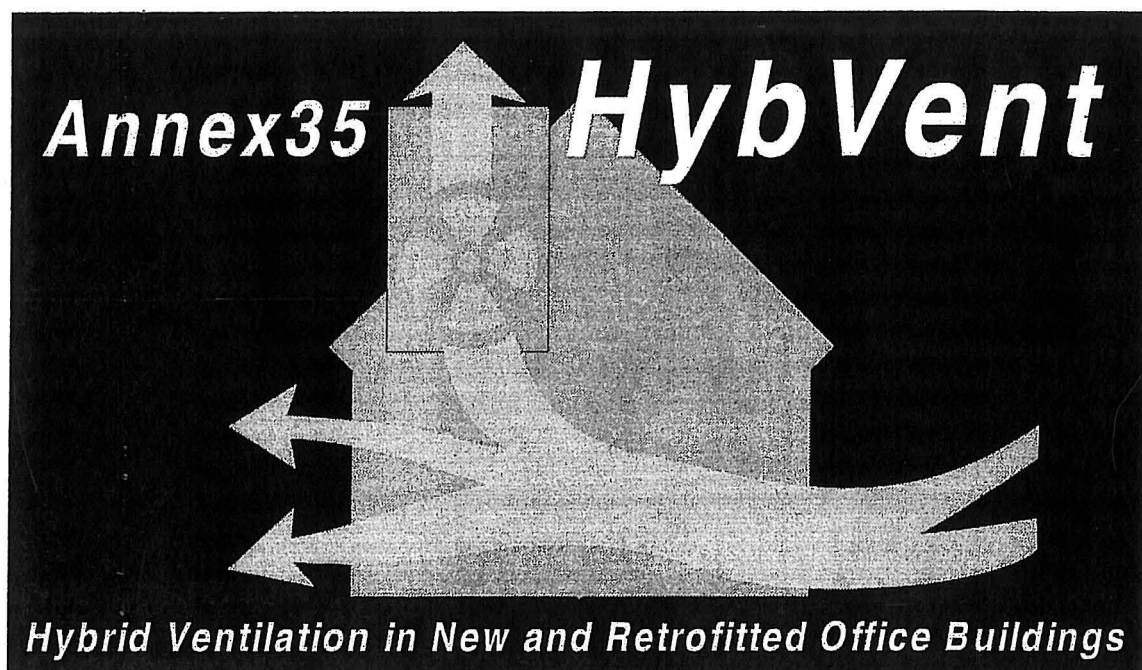 Annex35
HybVent
Hybrid Ventilation in New and Retrofitted Office Buildings